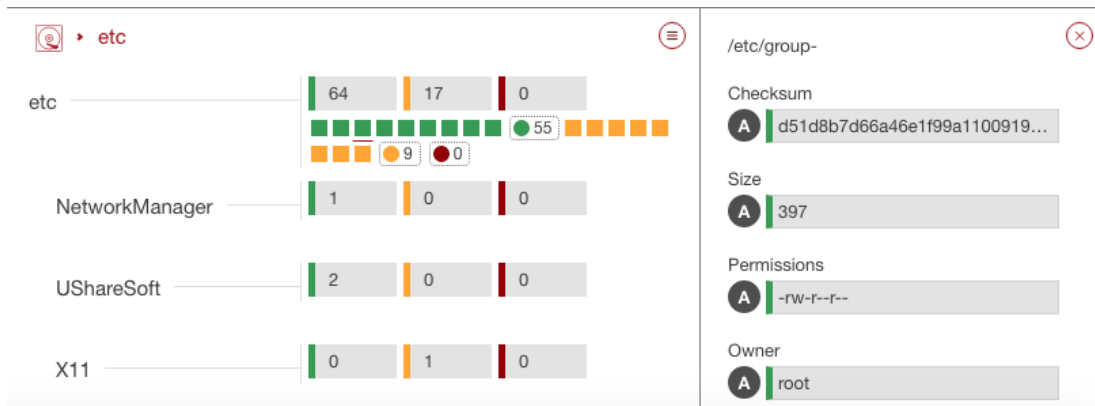 etc
etc
64 17 0
55
9 0
NetworkManager
1 0 0
UShareSoft
2 0 0
X11
0 1 0
/etc/group-
Checksum
A d51d8b7d66a46e1f99a1100919...
Size
A 397
Permissions
A -rw-r--r--
Owner
A root